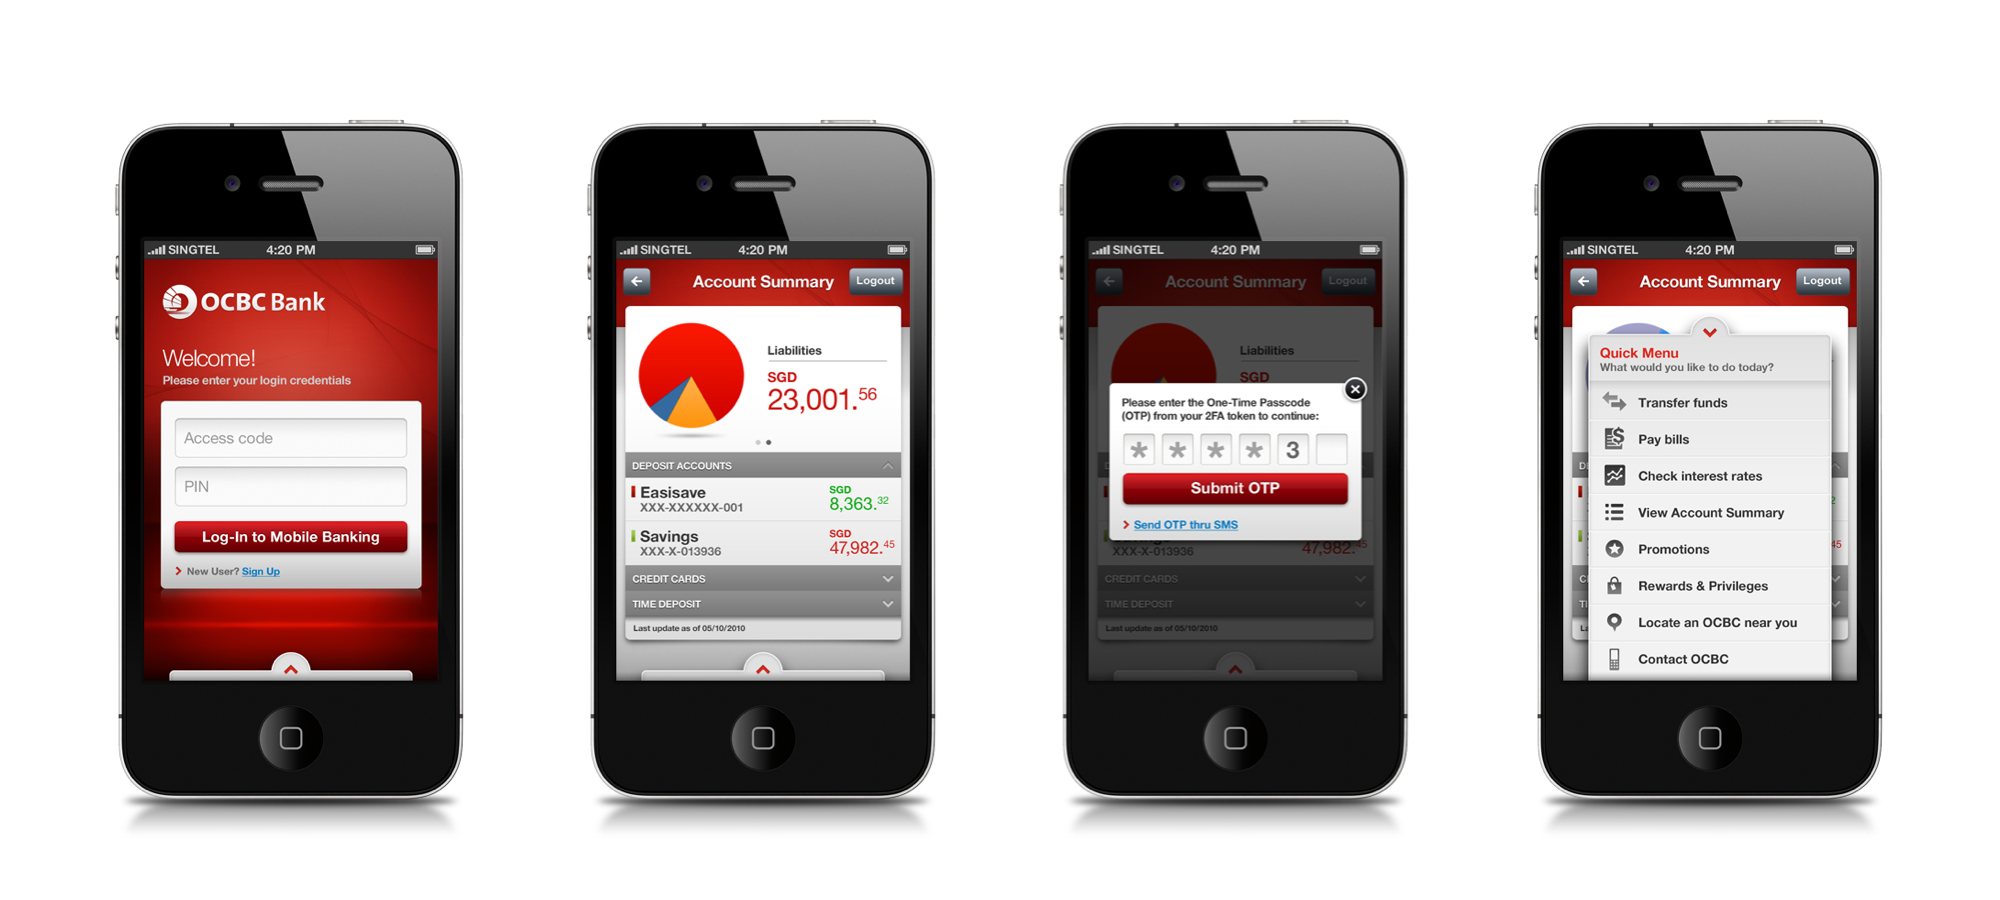 SINGTEL 4:20 PM
OCBC Bank
Welcome!
Please enter your login credentials
Access code
PIN
Log-In to Mobile Banking
New User? Sign Up
SINGTEL 4:20 PM
Account Summary Logout
Liabilities
SGD
23,001.56
DEPOSIT ACCOUNTS
Easisave SGD
XXX-XXXXXX-001 8,363.32
Savings SGD
XXX-X-013936 47,982.45
CREDIT CARDS
TIME DEPOSIT
Last update as of 05/10/2010
SINGTEL 4:20 PM
Account Summary Logout
Liabilities
SGD
Please enter the One-Time Passcode
(OTP) from your 2FA token to continue:
* * * * 3
Submit OTP
Send OTP thru SMS
XXX-X-013936 47,982.45
CREDIT CARDS
TIME DEPOSIT
Last update as of 05/10/2010
SINGTEL 4:20 PM
Account Summary Logout
Quick Menu
What would you like to do today?
Transfer funds
Pay bills
Check interest rates
View Account Summary
Promotions
Rewards & Privileges
Locate an OCBC near you
Contact OCBC